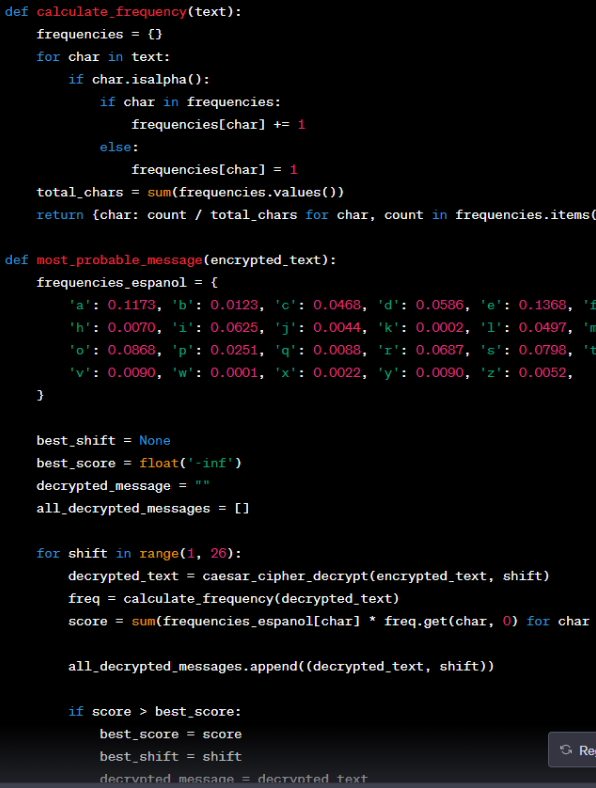 def calculate_frequency(text):
    frequencies = {}
    for char in text:
        if char.isalpha():
            if char in frequencies:
                frequencies[char] += 1
            else:
                frequencies[char] = 1
    total_chars = sum(frequencies.values())
    return {char: count / total_chars for char, count in frequencies.items(
def most_probable_message(encrypted_text):
    frequencies_espanol = {
        'a': 0.1173, 'b': 0.0123, 'c': 0.0468, 'd': 0.0586, 'e': 0.1368, 'f
        'h': 0.0070, 'i': 0.0625, 'j': 0.0044, 'k': 0.0002, 'l': 0.0497, 'm
        'o': 0.0868, 'p': 0.0251, 'q': 0.0088, 'r': 0.0687, 's': 0.0798, 't
        'v': 0.0090, 'w': 0.0001, 'x': 0.0022, 'y': 0.0090, 'z': 0.0052,
    }
    best_shift = None
    best_score = float('-inf')
    decrypted_message = ""
    all_decrypted_messages = []
    for shift in range(1, 26):
        decrypted_text = caesar_cipher_decrypt(encrypted_text, shift)
        freq = calculate_frequency(decrypted_text)
        score = sum(frequencies_espanol[char] * freq.get(char, 0) for char
        all_decrypted_messages.append((decrypted_text, shift))
        if score > best_score:
            best_score = score
            best_shift = shift
            decrypted_message = decrypted_text